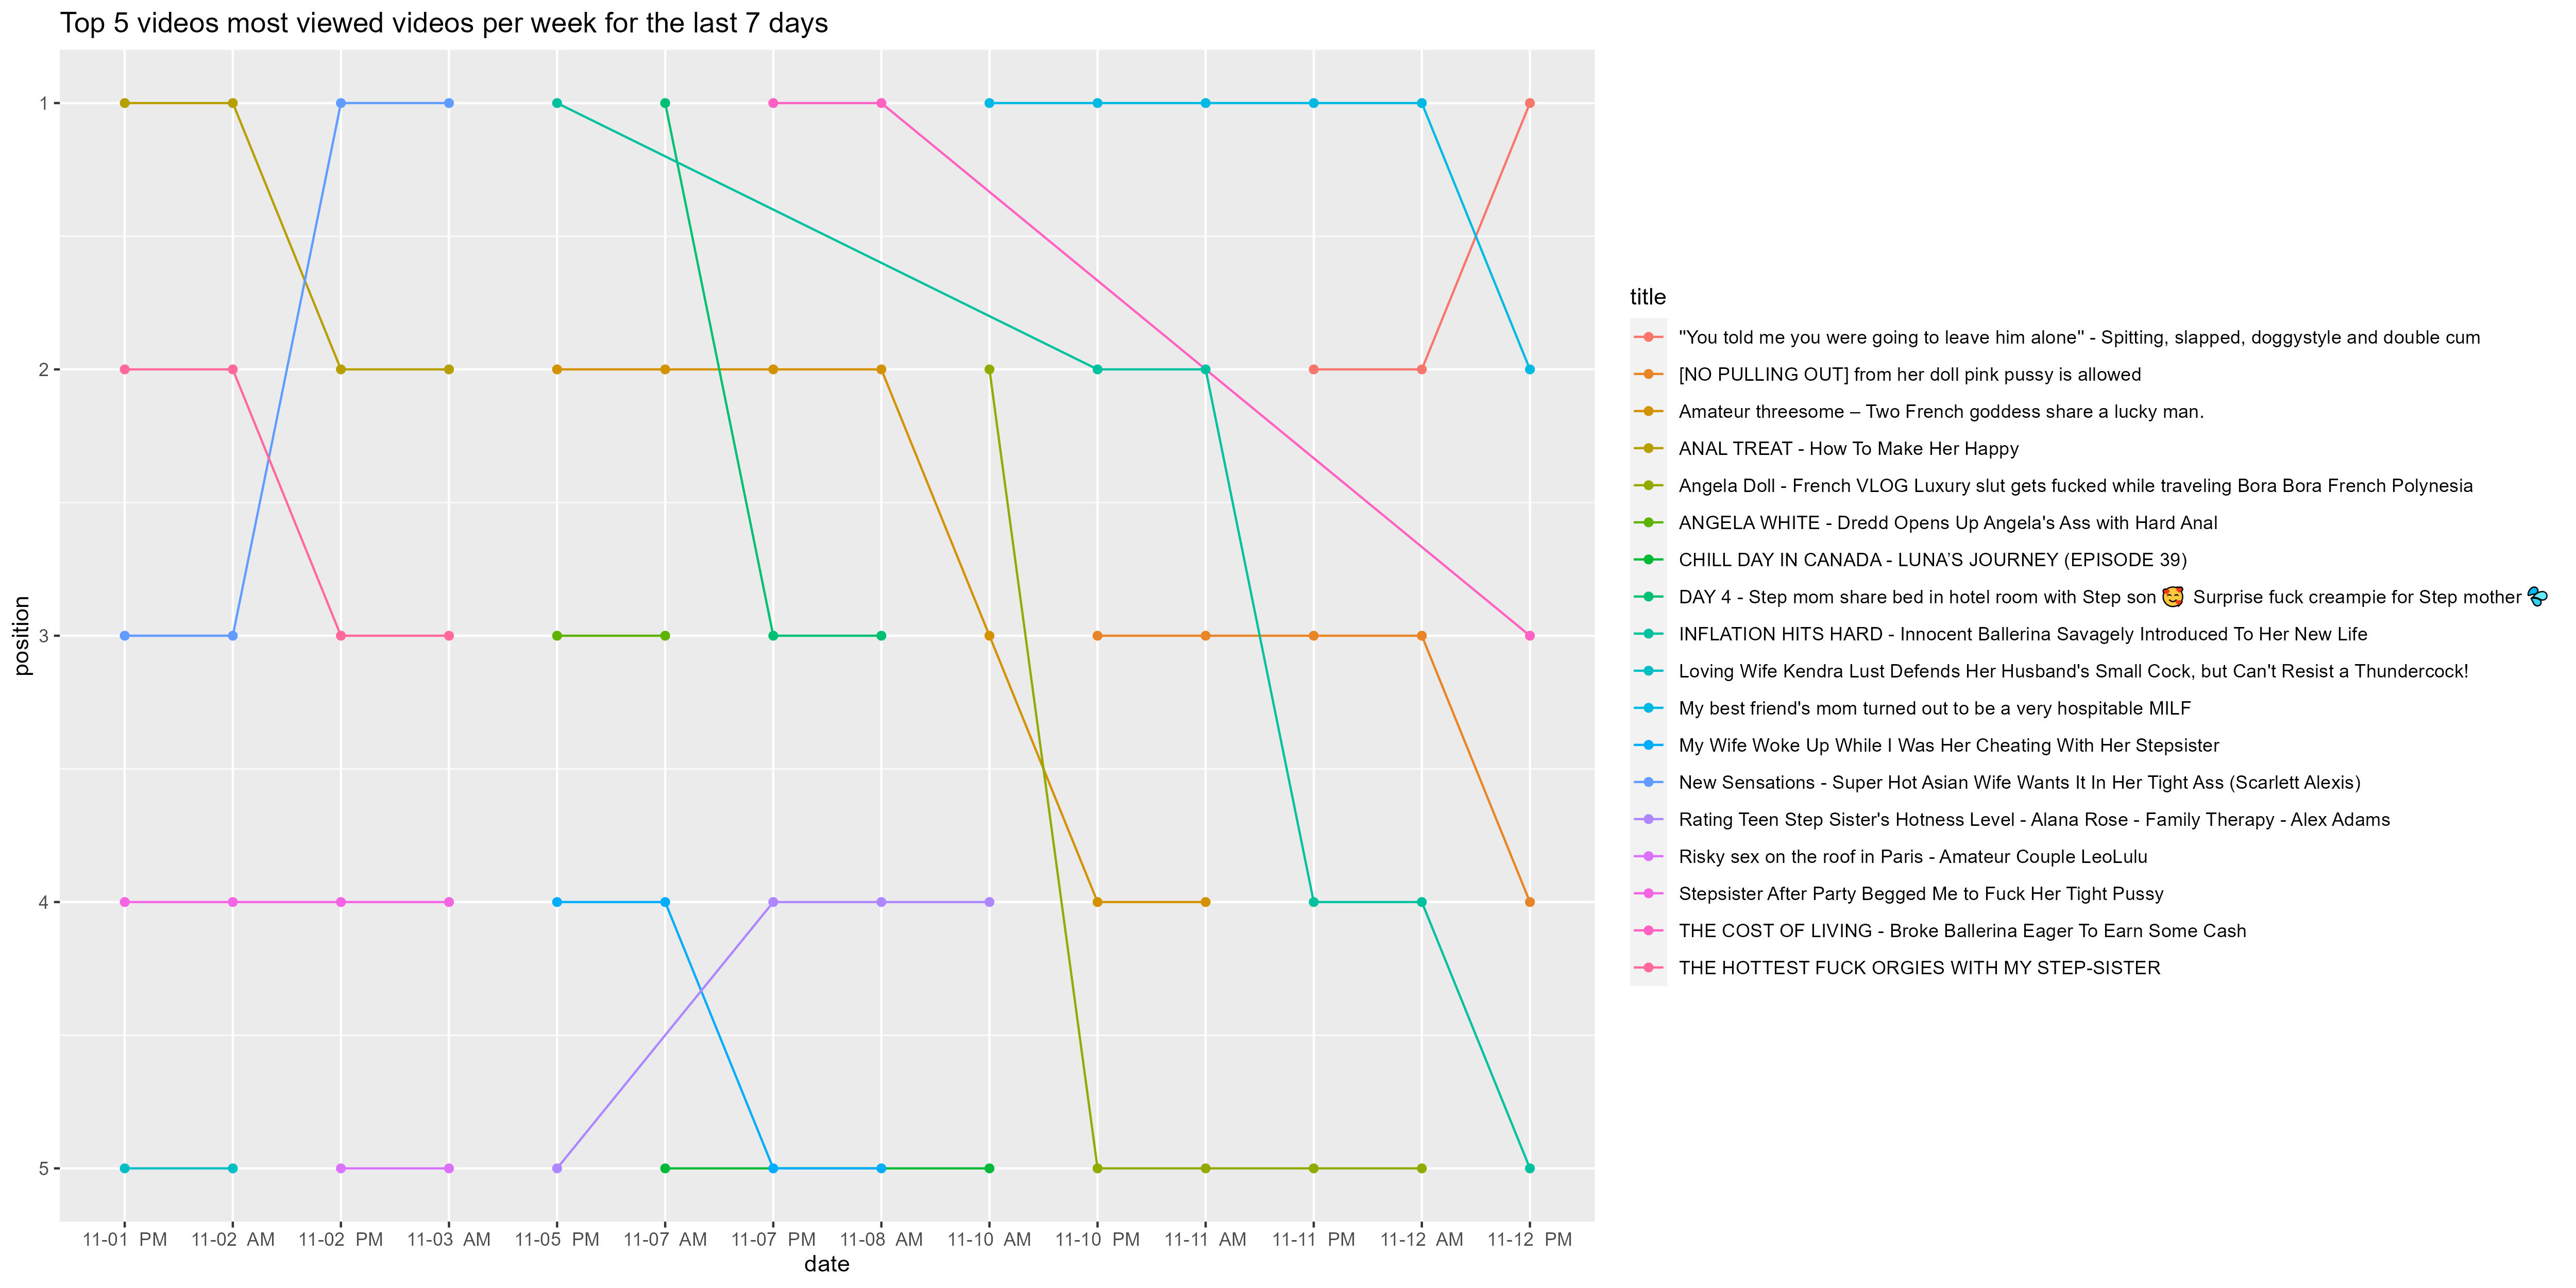 Top 5 videos most viewed videos per week for the last 7 days
1
2
3
4
5
position
11-01 PM
11-02 AM
11-02 PM
11-03 AM
11-05 PM
11-07 AM
11-07 PM
11-08 AM
11-10 AM
11-10 PM
11-11 AM
11-11 PM
11-12 AM
11-12 PM
date
title
"You told me you were going to leave him alone" - Spitting, slapped, doggystyle and double cum
[NO PULLING OUT] from her doll pink pussy is allowed
Amateur threesome – Two French goddess share a lucky man.
ANAL TREAT - How To Make Her Happy
Angela Doll - French VLOG Luxury slut gets fucked while traveling Bora Bora French Polynesia
ANGELA WHITE - Dredd Opens Up Angela's Ass with Hard Anal
CHILL DAY IN CANADA - LUNA’S JOURNEY (EPISODE 39)
DAY 4 - Step mom share bed in hotel room with Step son 🥰 Surprise fuck creampie for Step mother 💦
INFLATION HITS HARD - Innocent Ballerina Savagely Introduced To Her New Life
Loving Wife Kendra Lust Defends Her Husband's Small Cock, but Can't Resist a Thundercock!
My best friend's mom turned out to be a very hospitable MILF
My Wife Woke Up While I Was Her Cheating With Her Stepsister
New Sensations - Super Hot Asian Wife Wants It In Her Tight Ass (Scarlett Alexis)
Rating Teen Step Sister's Hotness Level - Alana Rose - Family Therapy - Alex Adams
Risky sex on the roof in Paris - Amateur Couple LeoLulu
Stepsister After Party Begged Me to Fuck Her Tight Pussy
THE COST OF LIVING - Broke Ballerina Eager To Earn Some Cash
THE HOTTEST FUCK ORGIES WITH MY STEP-SISTER